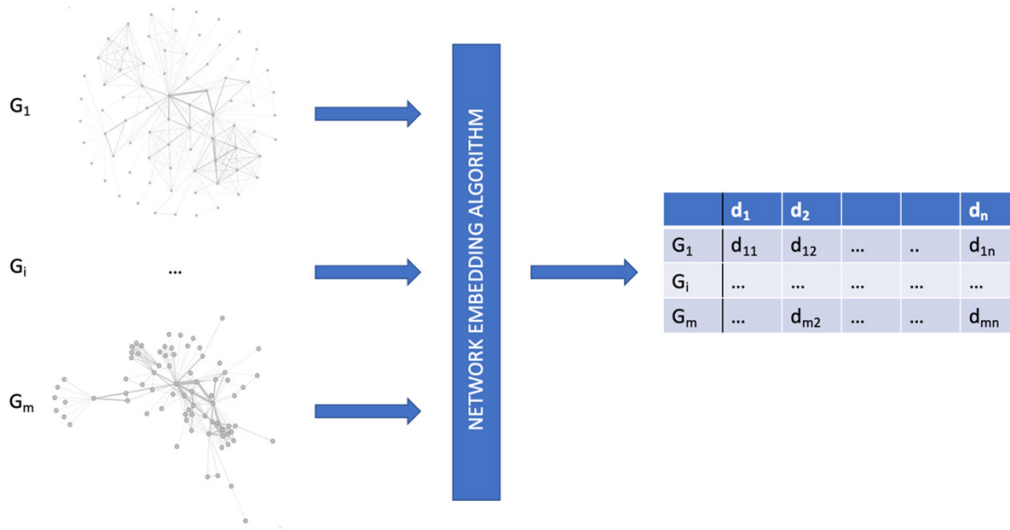 G1
Gi
...
Gm
NETWORK EMBEDDING ALGORITHM
d1 d2 dn
G1 d11 d12 ... .. d1n
Gi ... ... ... ... ...
Gm ... dm2 ... ... dmn